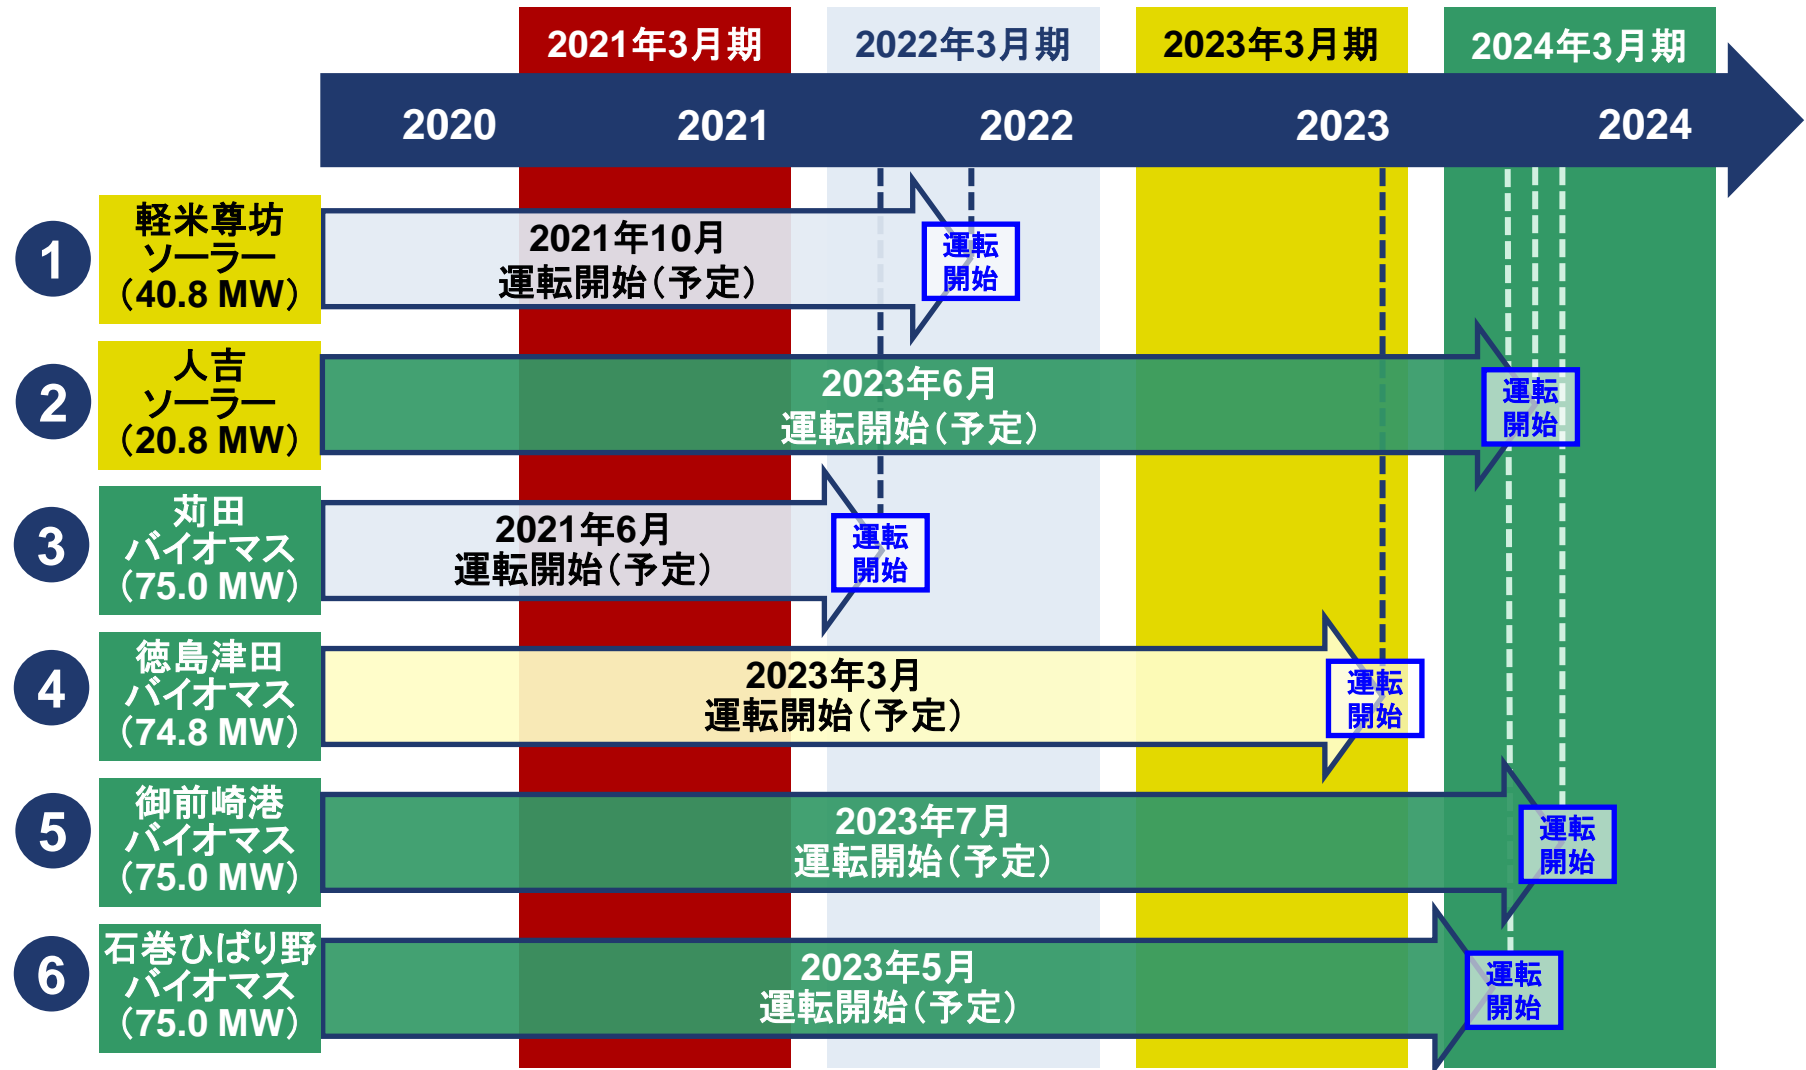 2021年3月期
2022年3月期
2023年3月期
2024年3月期
2020
2021
2022
2023
2024
1
軽米尊坊
ソーラー
(40.8 MW)
2021年10月
運転開始(予定)
運転
開始
2
人吉
ソーラー
(20.8 MW)
2023年6月
運転開始(予定)
運転
開始
3
苅田
バイオマス
(75.0 MW)
2021年6月
運転開始(予定)
運転
開始
4
徳島津田
バイオマス
(74.8 MW)
2023年3月
運転開始(予定)
運転
開始
5
御前崎港
バイオマス
(75.0 MW)
2023年7月
運転開始(予定)
運転
開始
6
石巻ひばり野
バイオマス
(75.0 MW)
2023年5月
運転開始(予定)
運転
開始